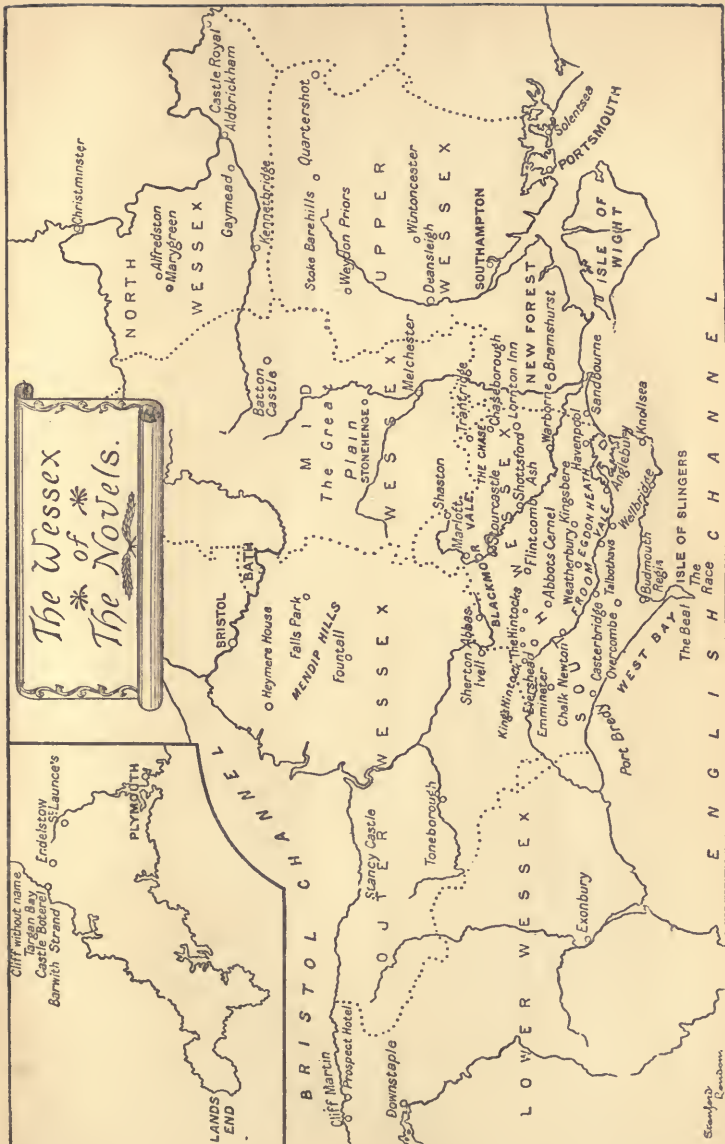 The Wessex
of
The Novels.
Cliff without name
Targan Bay
Castle Boterel
Barwith Strand
Endelstow
St Launce's
PLYMOUTH
LANDS
END
BRISTOL CHANNEL
Cliff Martin
Prospect Hotel
Downstaple
LOWER WESSEX
Exonbury
OUTER WESSEX
Stancy Castle
Toneborough
BRISTOL
BATH
Heymere House
Falls Park
MENDIP HILLS
Fountall
NORTH
WESSEX
Christminster
Alfredston
Marygreen
Castle Royal
Aldbrickham
Gaymead
Kennetbridge
Stoke Barehills
Quartershot
Weydon Priors
UPPER
WESSEX
Wintoncester
Deansleigh
SOUTHAMPTON
Solentsea
PORTSMOUTH
ISLE OF
WIGHT
NEW FOREST
Batton
Castle
MID
WESSEX
The Great
Plain
STONEHENGE
Melchester
Shaston
Marlott
VALE
BLACKMOOR
Trantridge
THE CHASE
Chaseborough
Lornton Inn
Stourcastle
Shottsford
Ash
Warborne
Bramshurst
Sherton Abbas
Ivell
King's Hintock
The Hintocks
Evershead
Emminster
Flintcomb
Abbots Cernel
SOUTH WESSEX
Chalk Newton
Weatherbury
Kingsbere
Havenpool
Sandbourne
EGDON HEATH
FROOM
VALE
Casterbridge
Talbothays
Overcombe
Wellbridge
Anglebury
Knollsea
Port Bredy
WEST BAY
Budmouth
Regis
ISLE OF SLINGERS
The Beal
The
Race
ENGLISH CHANNEL